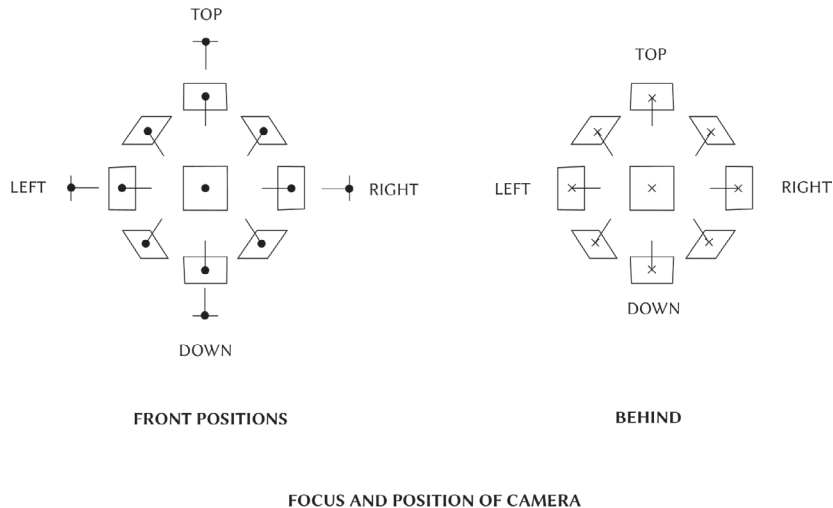 TOP
TOP
LEFT
RIGHT
LEFT
RIGHT
DOWN
DOWN
FRONT POSITIONS
BEHIND
FOCUS AND POSITION OF CAMERA